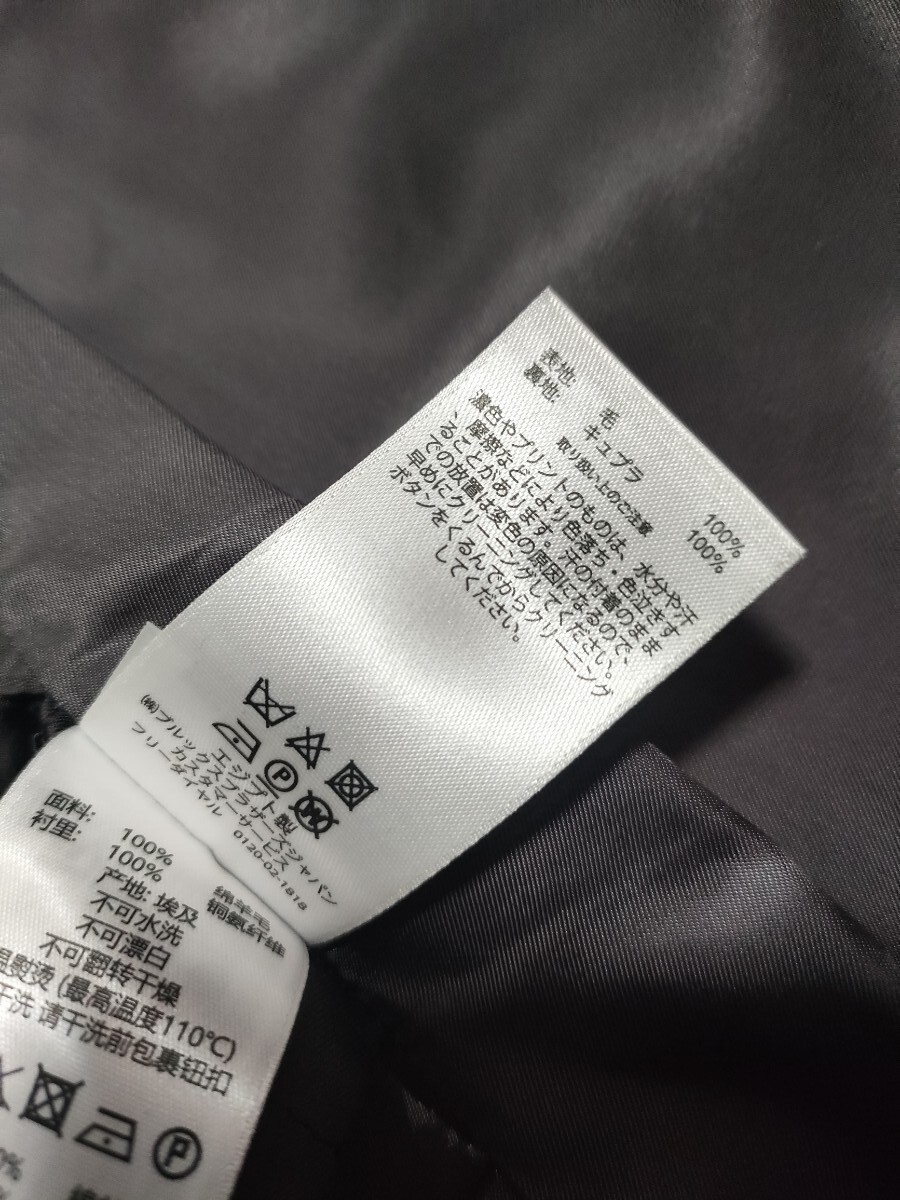 表地: 毛 100%
裏地: キュプラ 100%
取り扱い上のご注意
濃色やプリントのものは、水分や汗
摩擦などにより色落ち・色泣きす
ることがあります。汗の付着のまま
での放置は変色の原因になるので、
早めにクリーニングしてください。
ボタンをくるんでからクリーニング
してください。
エジプト製
(株)ブルックスブラザーズジャパン
カスタマーサービス
フリーダイヤル 0120-02-1818
面料: 100% 绵羊毛
衬里: 100% 铜氨纤维
产地: 埃及
不可水洗
不可漂白
不可翻转干燥
温熨烫 (最高温度110℃)
干洗 请干洗前包裹钮扣